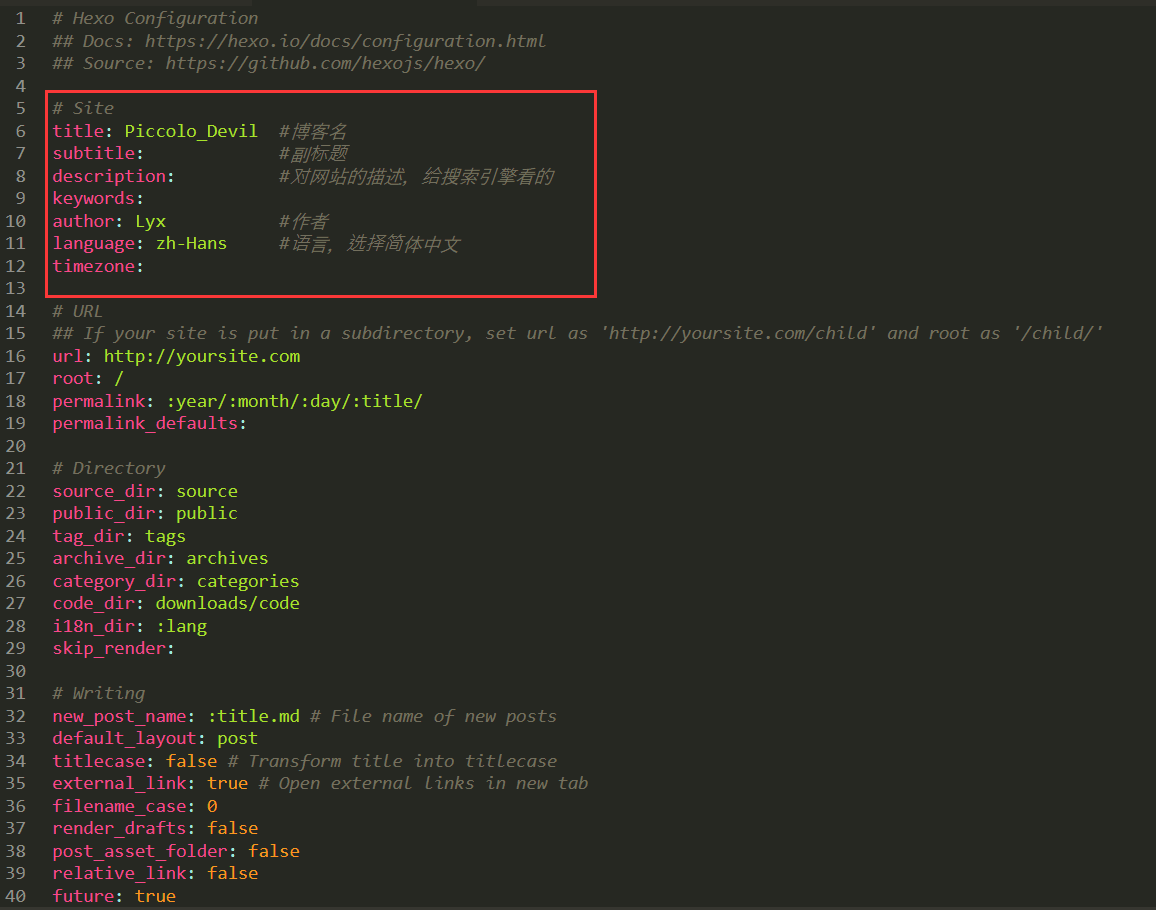 1 # Hexo Configuration
2 ## Docs: https://hexo.io/docs/configuration.html
3 ## Source: https://github.com/hexojs/hexo/
4
5 # Site
6 title: Piccolo_Devil  #博客名
7 subtitle:             #副标题
8 description:          #对网站的描述, 给搜索引擎看的
9 keywords:
10 author: Lyx           #作者
11 language: zh-Hans     #语言, 选择简体中文
12 timezone:
13
14 # URL
15 ## If your site is put in a subdirectory, set url as 'http://yoursite.com/child' and root as '/child/'
16 url: http://yoursite.com
17 root: /
18 permalink: :year/:month/:day/:title/
19 permalink_defaults:
20
21 # Directory
22 source_dir: source
23 public_dir: public
24 tag_dir: tags
25 archive_dir: archives
26 category_dir: categories
27 code_dir: downloads/code
28 i18n_dir: :lang
29 skip_render:
30
31 # Writing
32 new_post_name: :title.md # File name of new posts
33 default_layout: post
34 titlecase: false # Transform title into titlecase
35 external_link: true # Open external links in new tab
36 filename_case: 0
37 render_drafts: false
38 post_asset_folder: false
39 relative_link: false
40 future: true